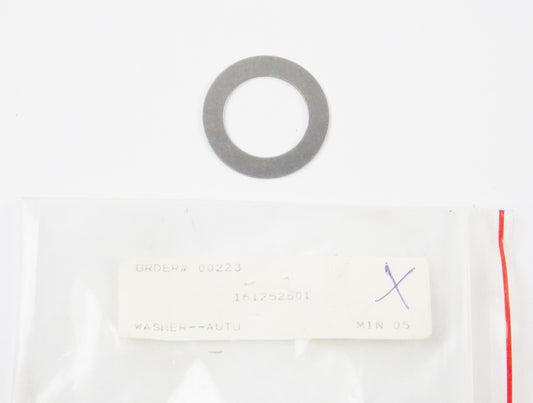 ORDER# 00223
161252501
WASHER--AUTO MIN 05